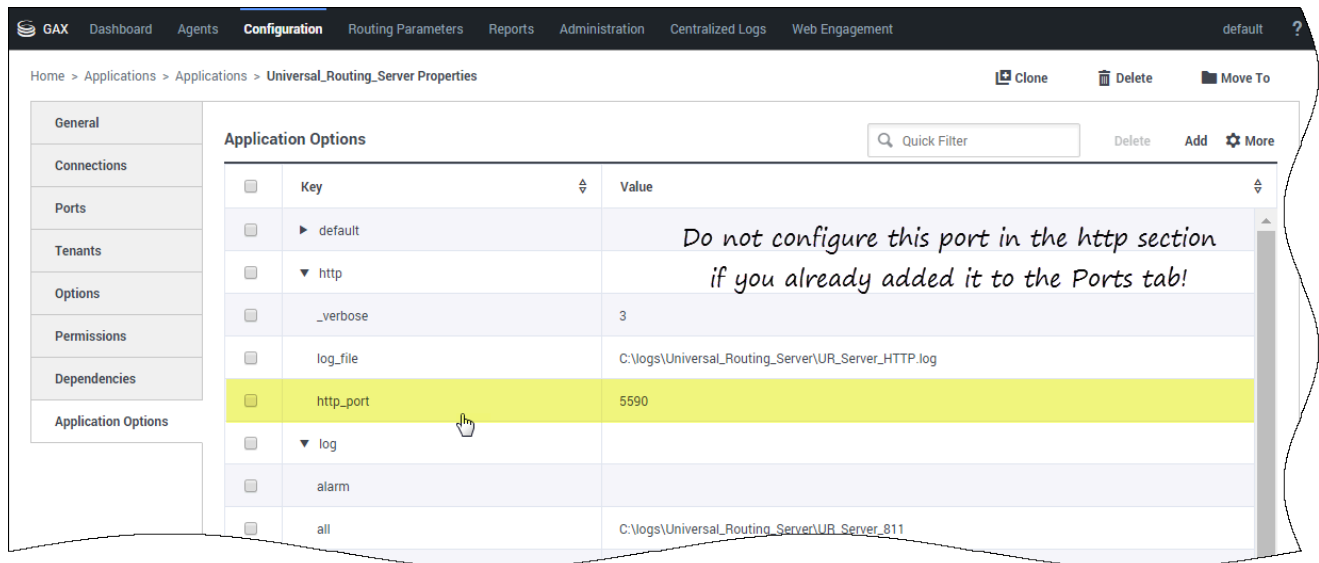 GAX Dashboard Agents Configuration Routing Parameters Reports Administration Centralized Logs Web Engagement default ?
Home > Applications > Applications > Universal_Routing_Server Properties
Clone Delete Move To
General
Connections
Ports
Tenants
Options
Permissions
Dependencies
Application Options
Application Options
Quick Filter Delete Add More
Key Value
default
Do not configure this port in the http section
if you already added it to the Ports tab!
http
_verbose 3
log_file C:\logs\Universal_Routing_Server\UR_Server_HTTP.log
http_port 5590
log
alarm
all C:\logs\Universal_Routing_Server\UR_Server_811